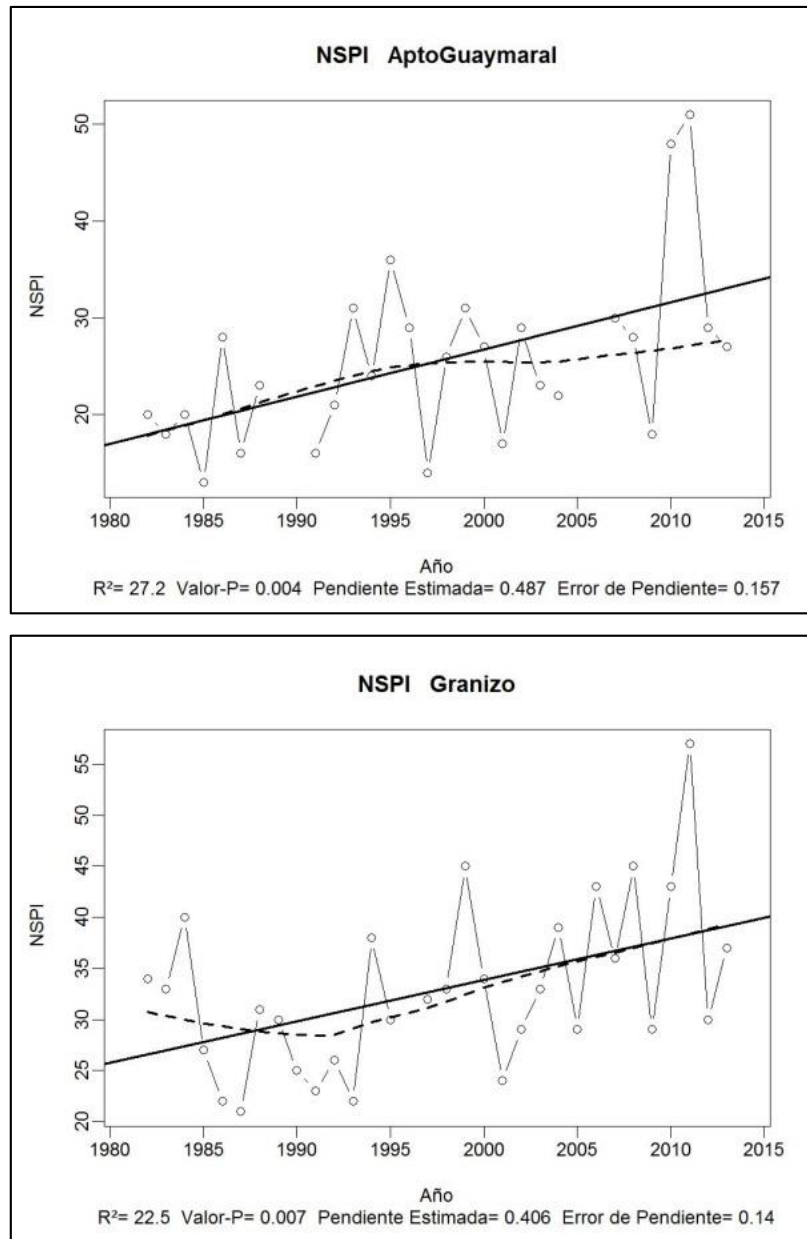 NSPI AptoGuaymaral
50
40
30
20
NSPI
1980 1985 1990 1995 2000 2005 2010 2015
Año
R²= 27.2 Valor-P= 0.004 Pendiente Estimada= 0.487 Error de Pendiente= 0.157
NSPI Granizo
55
50
45
40
35
30
25
20
NSPI
1980 1985 1990 1995 2000 2005 2010 2015
Año
R²= 22.5 Valor-P= 0.007 Pendiente Estimada= 0.406 Error de Pendiente= 0.14